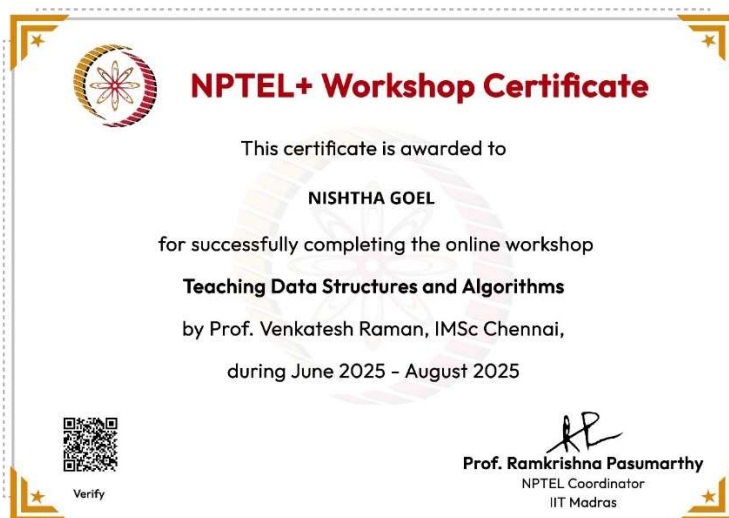 NPTEL+ Workshop Certificate
This certificate is awarded to
NISHTHA GOEL
for successfully completing the online workshop
Teaching Data Structures and Algorithms
by Prof. Venkatesh Raman, IMSc Chennai,
during June 2025 - August 2025
Verify
Prof. Ramkrishna Pasumarthy
NPTEL Coordinator
IIT Madras